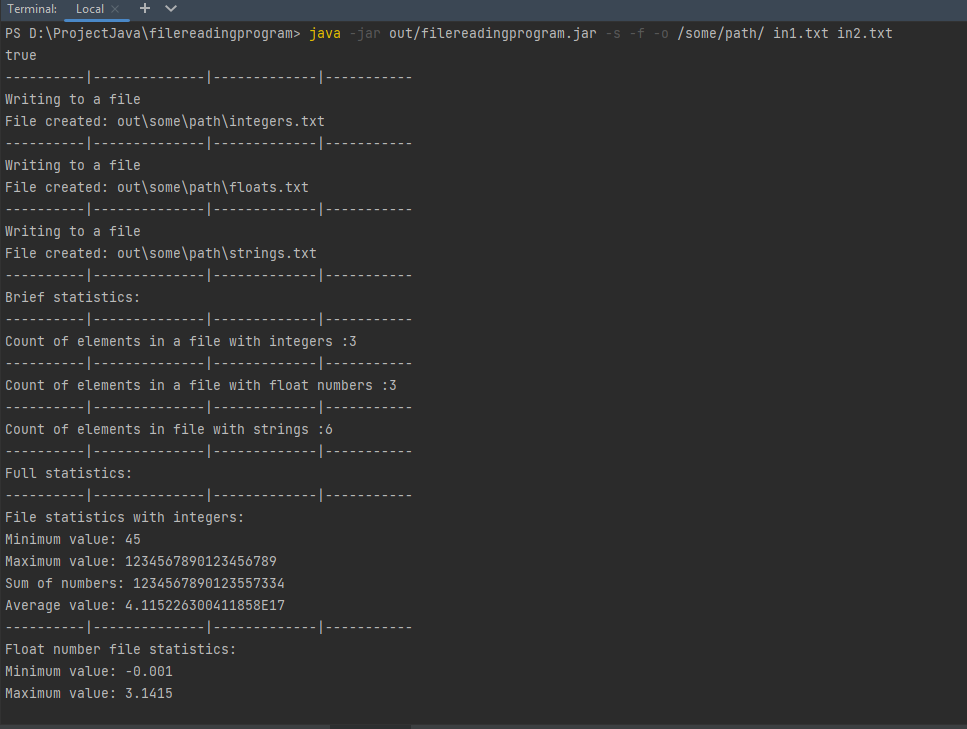 Terminal: Local × +
PS D:\ProjectJava\filereadingprogram> java -jar out/filereadingprogram.jar -s -f -o /some/path/ in1.txt in2.txt
true
----------|--------------|-------------|-----------
Writing to a file
File created: out\some\path\integers.txt
----------|--------------|-------------|-----------
Writing to a file
File created: out\some\path\floats.txt
----------|--------------|-------------|-----------
Writing to a file
File created: out\some\path\strings.txt
----------|--------------|-------------|-----------
Brief statistics:
----------|--------------|-------------|-----------
Count of elements in a file with integers :3
----------|--------------|-------------|-----------
Count of elements in a file with float numbers :3
----------|--------------|-------------|-----------
Count of elements in file with strings :6
----------|--------------|-------------|-----------
Full statistics:
----------|--------------|-------------|-----------
File statistics with integers:
Minimum value: 45
Maximum value: 1234567890123456789
Sum of numbers: 1234567890123557334
Average value: 4.115226300411858E17
----------|--------------|-------------|-----------
Float number file statistics:
Minimum value: -0.001
Maximum value: 3.1415